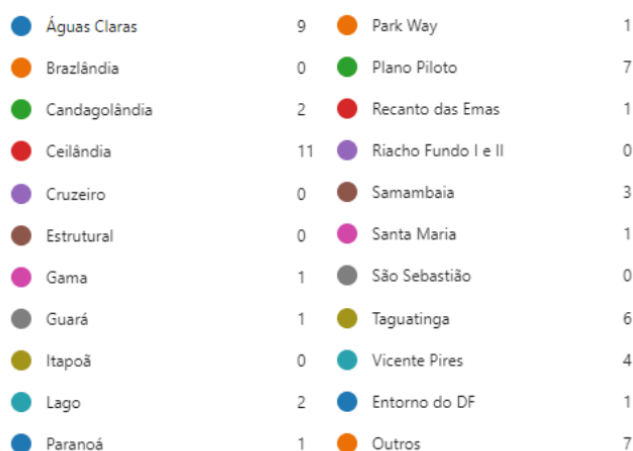 Águas Claras 9
Brazlândia 0
Candagolândia 2
Ceilândia 11
Cruzeiro 0
Estrutural 0
Gama 1
Guará 1
Itapoã 0
Lago 2
Paranoá 1
Park Way 1
Plano Piloto 7
Recanto das Emas 1
Riacho Fundo I e II 0
Samambaia 3
Santa Maria 1
São Sebastião 0
Taguatinga 6
Vicente Pires 4
Entorno do DF 1
Outros 7